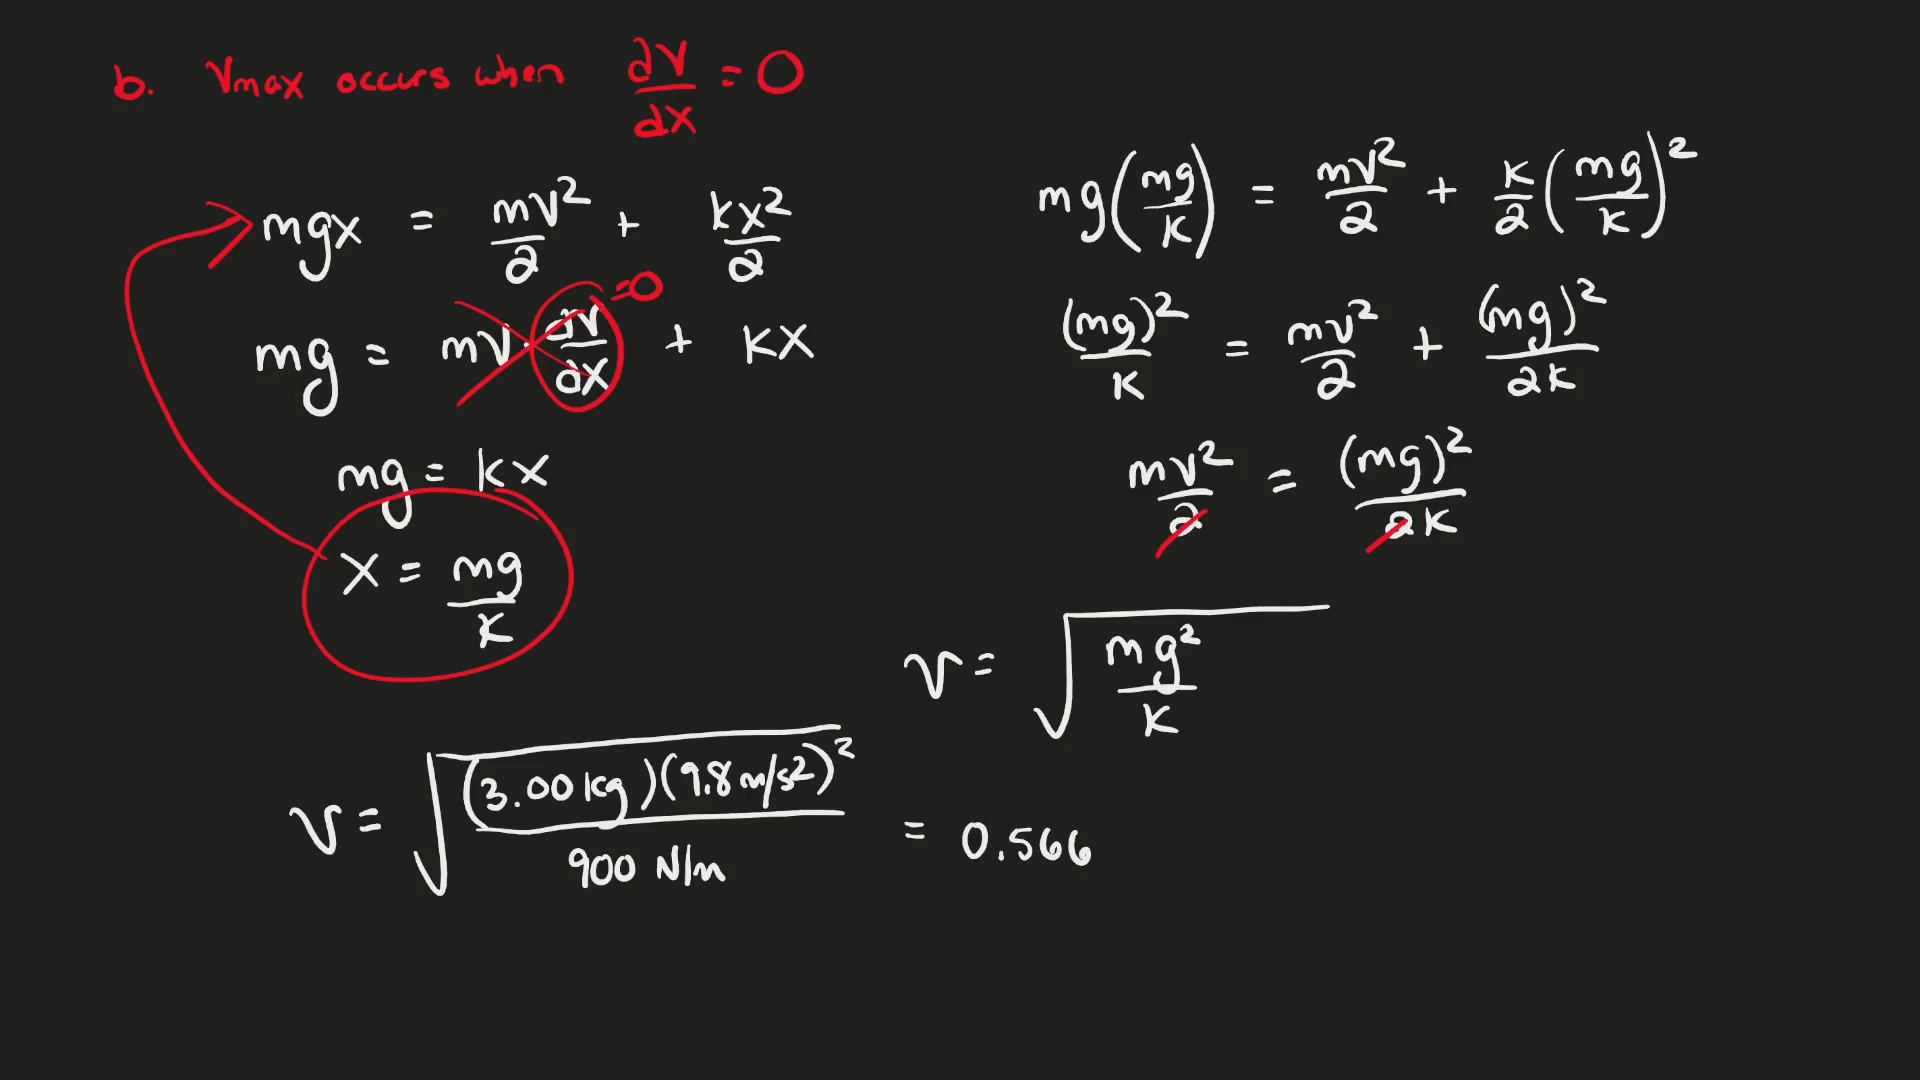 b. Vmax occurs when dV/dX = 0
mgx = mv²/2 + kx²/2
mg = mv · dv/dx + kx
=0
mg = kx
x = mg/k
mg(mg/k) = mv²/2 + k/2 (mg/k)²
(mg)²/k = mv²/2 + (mg)²/2k
mv²/2 = (mg)²/2k
v = √(mg²/k)
v = √((3.00 kg)(9.8 m/s²)²/900 N/m) = 0.566